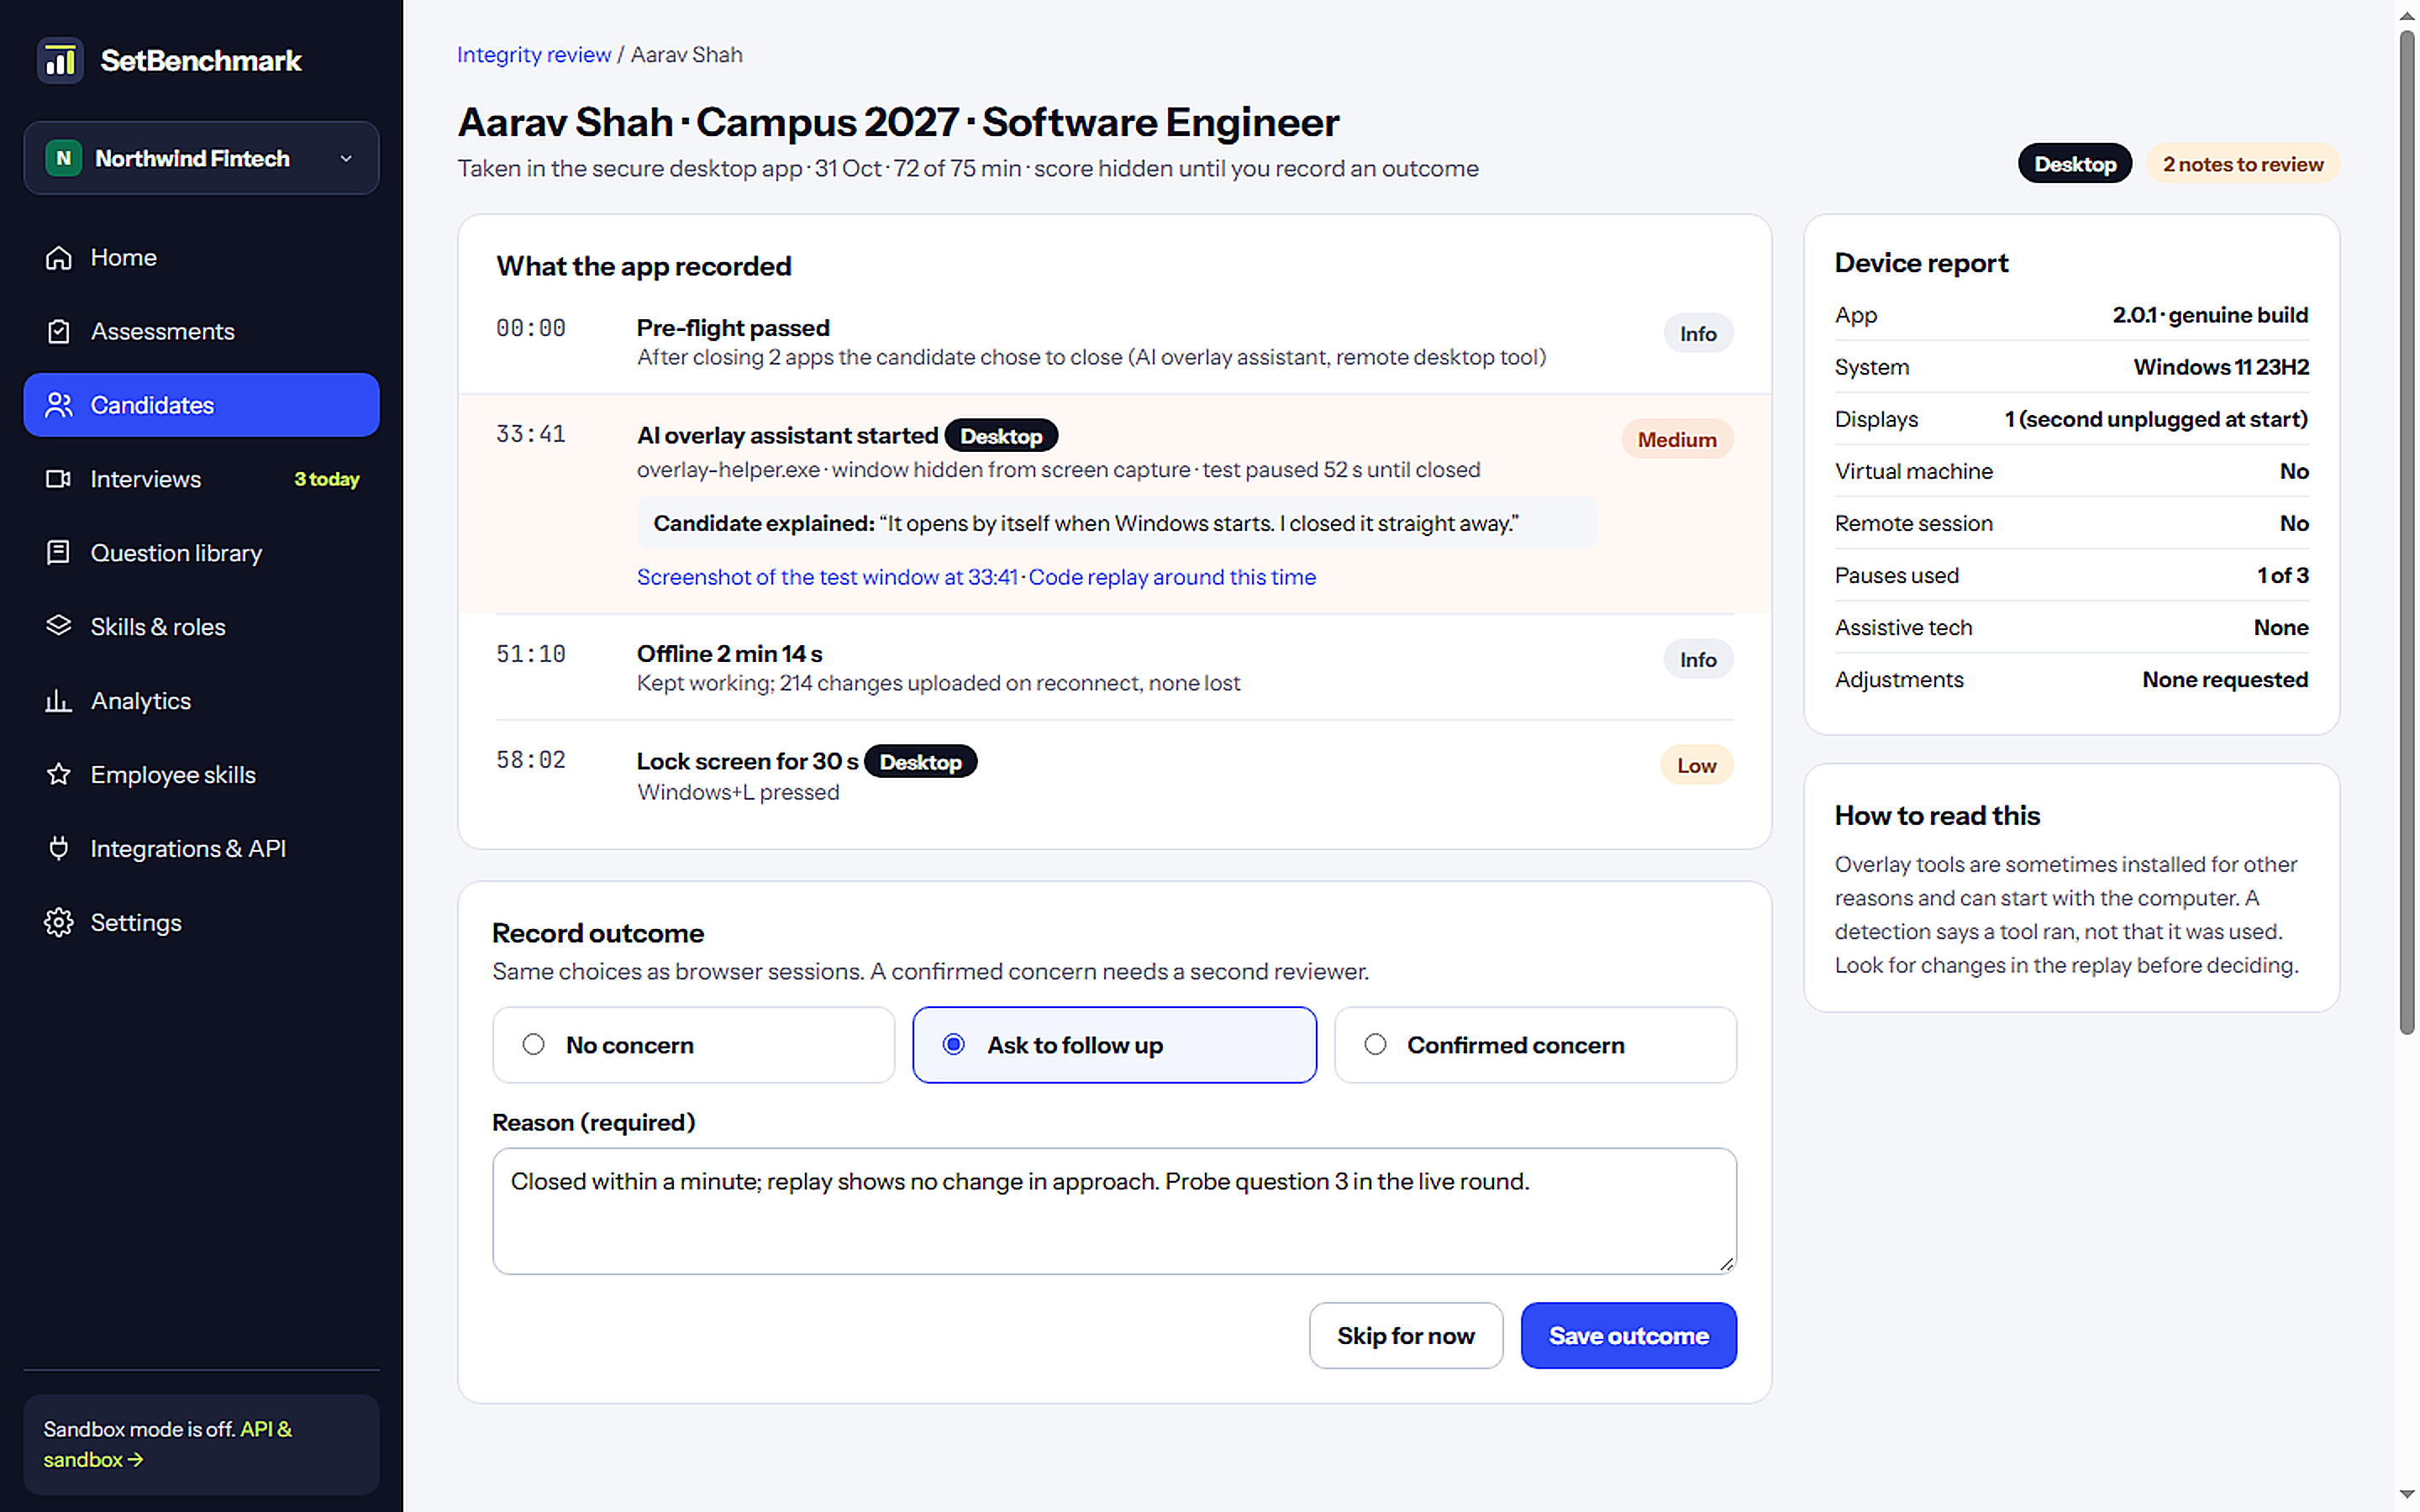 SetBenchmark
N Northwind Fintech
Home
Assessments
Candidates
Interviews 3 today
Question library
Skills & roles
Analytics
Employee skills
Integrations & API
Settings
Sandbox mode is off. API &
sandbox →
Integrity review / Aarav Shah
Aarav Shah · Campus 2027 · Software Engineer
Taken in the secure desktop app · 31 Oct · 72 of 75 min · score hidden until you record an outcome
Desktop 2 notes to review
What the app recorded
00:00 Pre-flight passed Info
After closing 2 apps the candidate chose to close (AI overlay assistant, remote desktop tool)
33:41 AI overlay assistant started Desktop Medium
overlay-helper.exe · window hidden from screen capture · test paused 52 s until closed
Candidate explained: “It opens by itself when Windows starts. I closed it straight away.”
Screenshot of the test window at 33:41 · Code replay around this time
51:10 Offline 2 min 14 s Info
Kept working; 214 changes uploaded on reconnect, none lost
58:02 Lock screen for 30 s Desktop Low
Windows+L pressed
Record outcome
Same choices as browser sessions. A confirmed concern needs a second reviewer.
No concern Ask to follow up Confirmed concern
Reason (required)
Closed within a minute; replay shows no change in approach. Probe question 3 in the live round.
Skip for now Save outcome
Device report
App 2.0.1 · genuine build
System Windows 11 23H2
Displays 1 (second unplugged at start)
Virtual machine No
Remote session No
Pauses used 1 of 3
Assistive tech None
Adjustments None requested
How to read this
Overlay tools are sometimes installed for other
reasons and can start with the computer. A
detection says a tool ran, not that it was used.
Look for changes in the replay before deciding.